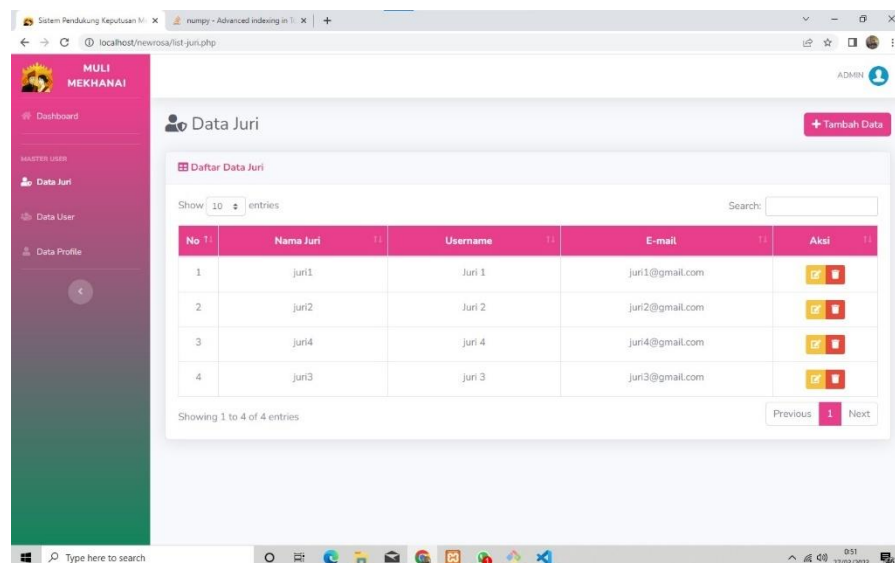 Sistem Pendukung Keputusan M
numpy - Advanced indexing in
localhost/newrosa/list-juri.php
MULI
MEKHANAI
ADMIN
Dashboard
MASTER USER
Data Juri
Data User
Data Profile
Data Juri
+ Tambah Data
Daftar Data Juri
Show 10 entries Search:
No Nama Juri Username E-mail Aksi
1 juri1 Juri 1 juri1@gmail.com
2 juri2 Juri 2 juri2@gmail.com
3 juri4 juri 4 juri4@gmail.com
4 juri3 juri 3 juri3@gmail.com
Showing 1 to 4 of 4 entries Previous 1 Next
Type here to search
0:51